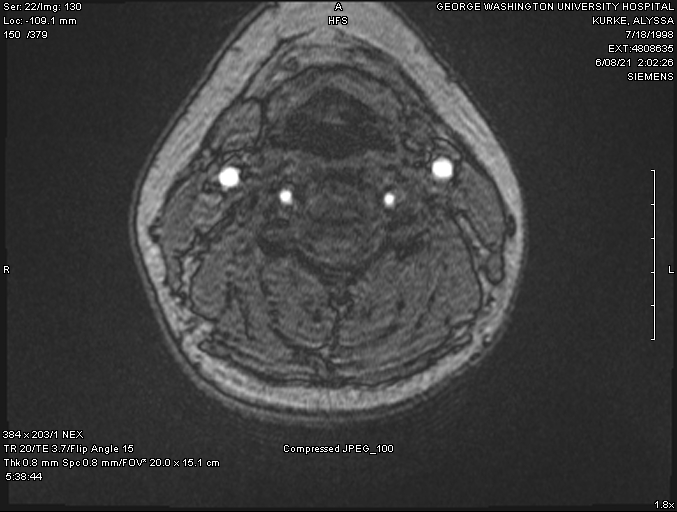 Ser: 22/Img: 130
Loc: -109.1 mm
150 /379
A
HFS
GEORGE WASHINGTON UNIVERSITY HOSPITAL
KURKE, ALYSSA
7/18/1998
EXT:4808635
6/08/21 2:02:26
SIEMENS
R
L
384 x 203/1 NEX
TR 20/TE 3.7/Flip Angle 15
Thk 0.8 mm Spc 0.8 mm/FOV* 20.0 x 15.1 cm
5:38:44
Compressed JPEG_100
1.8x